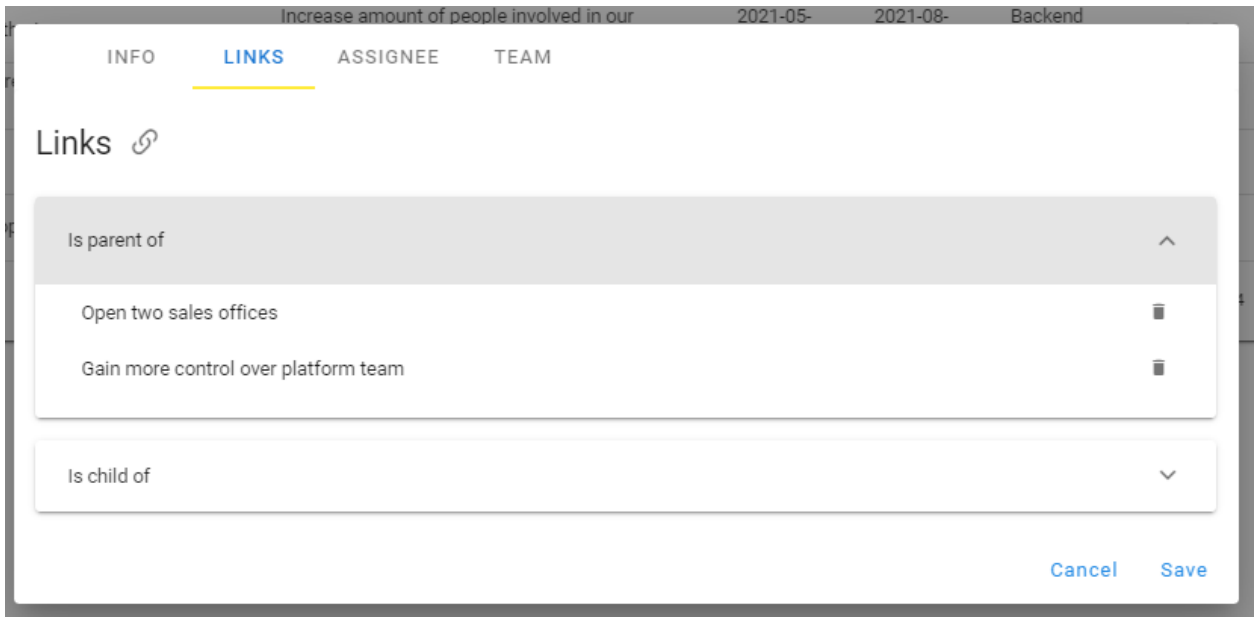 Increase amount of people involved in our 2021-05- 2021-08- Backend
INFO LINKS ASSIGNEE TEAM
Links
Is parent of
Open two sales offices
Gain more control over platform team
Is child of
Cancel Save